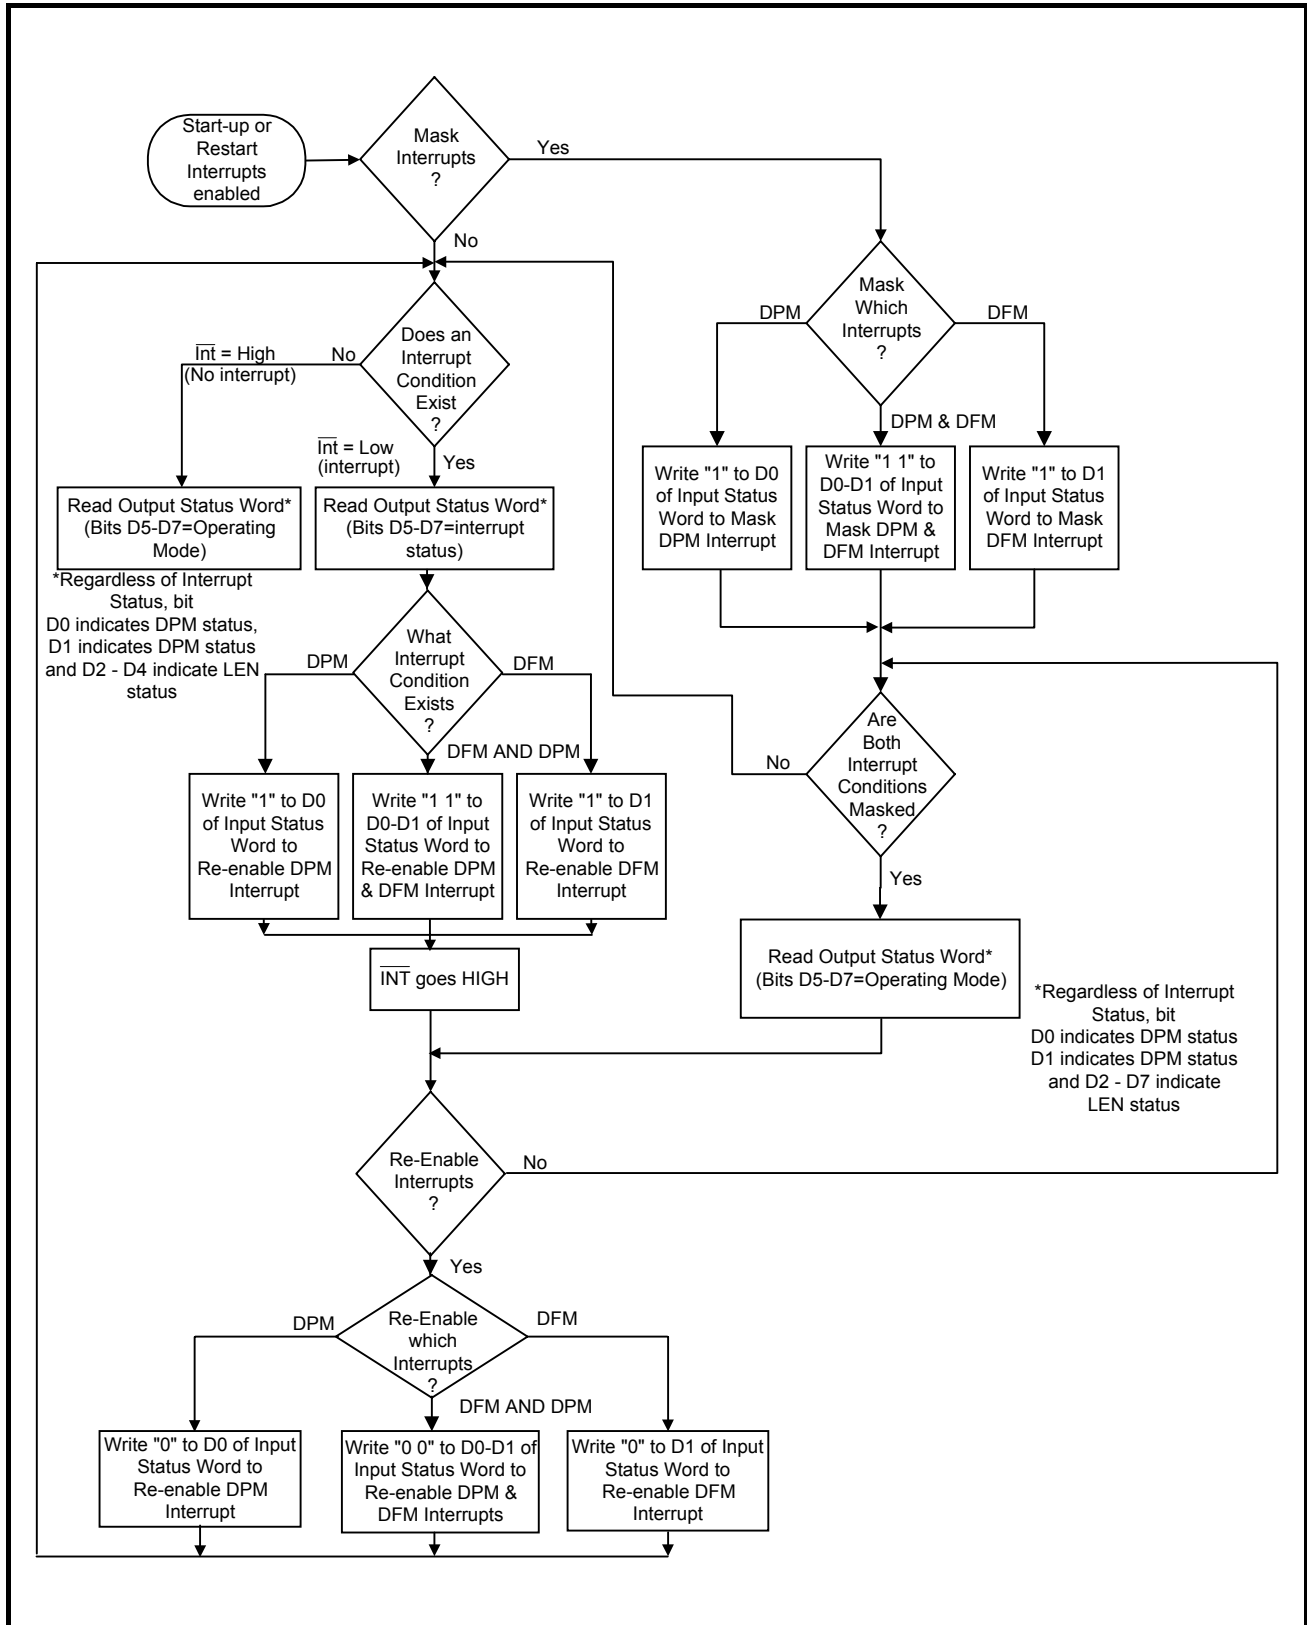 Start-up or
Restart
Interrupts
enabled
Mask
Interrupts
?
Yes
No
Mask
Which
Interrupts
?
DPM
DFM
DPM & DFM
Does an
Interrupt
Condition
Exist
?
No
Int = High
(No interrupt)
Int = Low
(interrupt)
Yes
Write "1" to D0
of Input Status
Word to Mask
DPM Interrupt
Write "1 1" to
D0-D1 of Input
Status Word to
Mask DPM &
DFM Interrupt
Write "1" to D1
of Input Status
Word to Mask
DFM Interrupt
Read Output Status Word*
(Bits D5-D7=Operating
Mode)
Read Output Status Word*
(Bits D5-D7=interrupt
status)
*Regardless of Interrupt
Status, bit
D0 indicates DPM status,
D1 indicates DPM status
and D2 - D4 indicate LEN
status
What
Interrupt
Condition
Exists
?
DPM
DFM
DFM AND DPM
Are
Both
Interrupt
Conditions
Masked
?
No
Yes
Write "1" to D0
of Input Status
Word to
Re-enable DPM
Interrupt
Write "1 1" to
D0-D1 of Input
Status Word to
Re-enable DPM
& DFM Interrupt
Write "1" to D1
of Input Status
Word to
Re-enable DFM
Interrupt
INT goes HIGH
Read Output Status Word*
(Bits D5-D7=Operating Mode)
*Regardless of Interrupt
Status, bit
D0 indicates DPM status
D1 indicates DPM status
and D2 - D7 indicate
LEN status
Re-Enable
Interrupts
?
No
Yes
Re-Enable
which
Interrupts
?
DPM
DFM
DFM AND DPM
Write "0" to D0 of Input
Status Word to
Re-enable DPM
Interrupt
Write "0 0" to D0-D1 of
Input Status Word to
Re-enable DPM &
DFM Interrupts
Write "0" to D1 of Input
Status Word to
Re-enable DFM
Interrupt